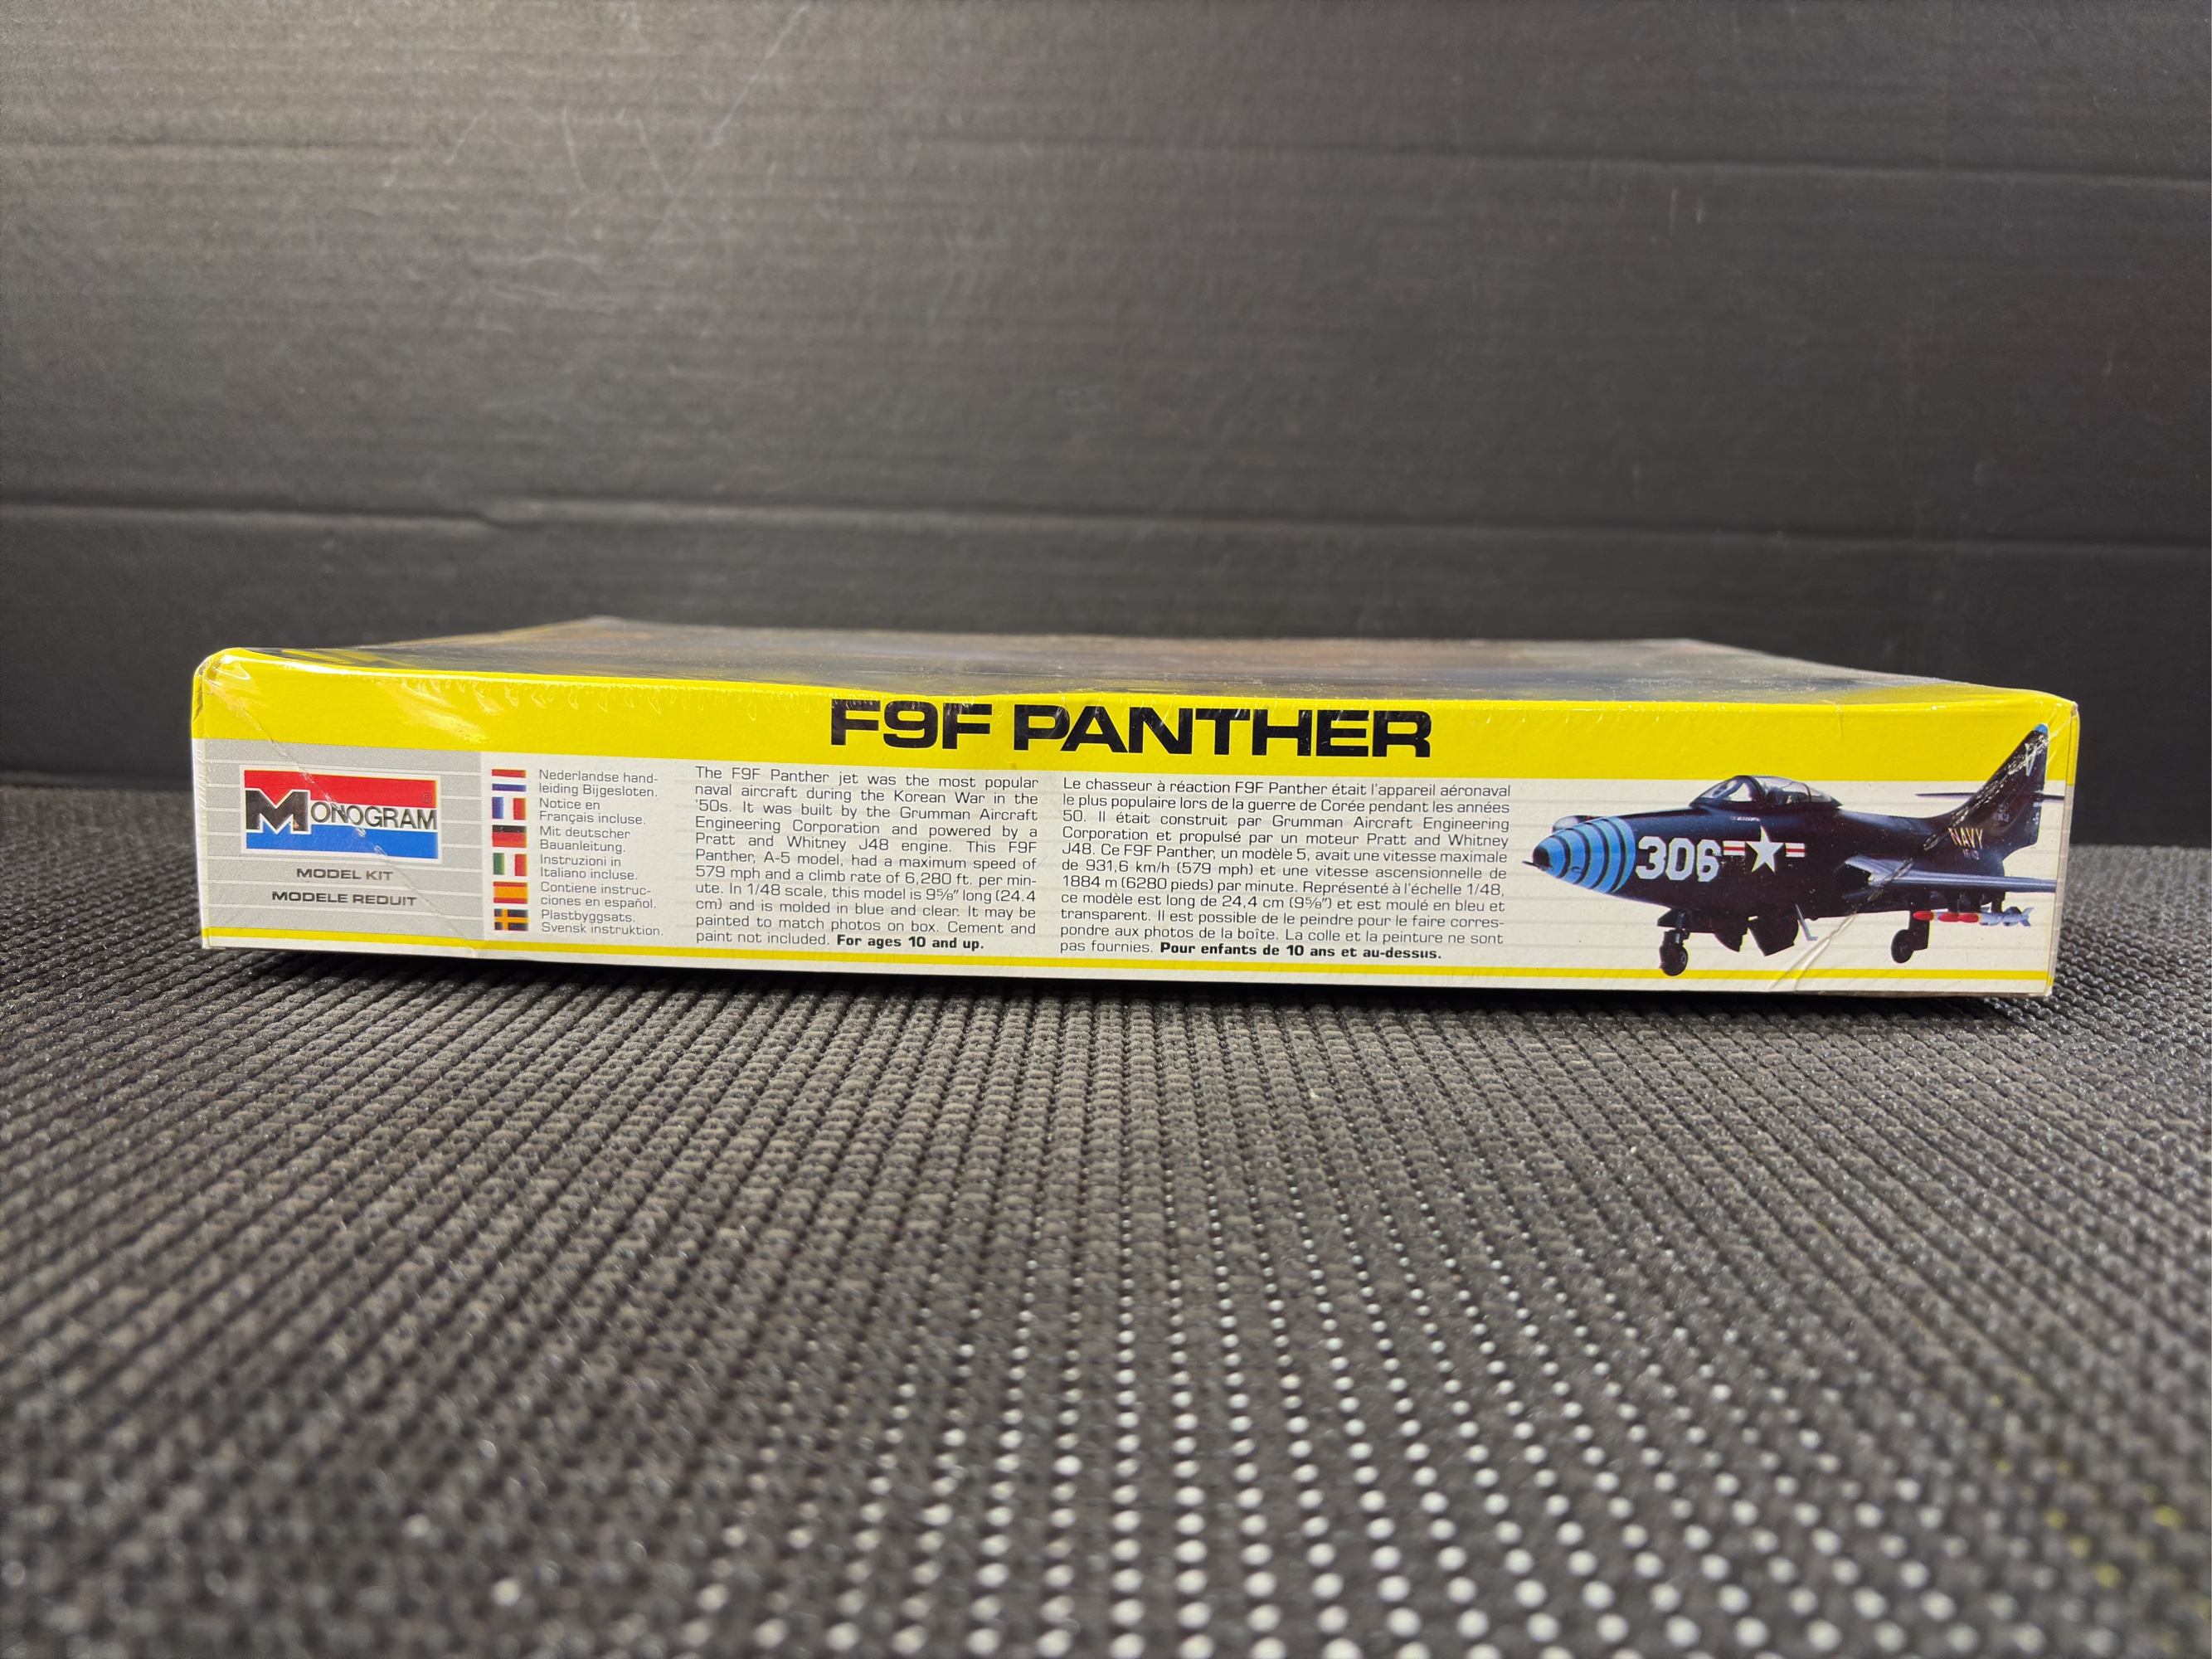 F9F PANTHER
MONOGRAM
MODEL KIT
MODELE REDUIT
Nederlandse hand-
leiding Bijgesloten.
Notice en
Français incluse.
Mit deutscher
Bauanleitung.
Instruzioni in
Italiano incluse.
Contiene instruc-
ciones en español.
Plastbyggsats.
Svensk instruktion.
The F9F Panther jet was the most popular
naval aircraft during the Korean War in the
'50s. It was built by the Grumman Aircraft
Engineering Corporation and powered by a
Pratt and Whitney J48 engine. This F9F
Panther, A-5 model, had a maximum speed of
579 mph and a climb rate of 6,280 ft. per min-
ute. In 1/48 scale, this model is 9⅝" long (24.4
cm) and is molded in blue and clear. It may be
painted to match photos on box. Cement and
paint not included. For ages 10 and up.
Le chasseur à réaction F9F Panther était l'appareil aéronaval
le plus populaire lors de la guerre de Corée pendant les années
50. Il était construit par Grumman Aircraft Engineering
Corporation et propulsé par un moteur Pratt and Whitney
J48. Ce F9F Panther, un modèle 5, avait une vitesse maximale
de 931,6 km/h (579 mph) et une vitesse ascensionnelle de
1884 m (6280 pieds) par minute. Représenté à l'échelle 1/48,
ce modèle est long de 24,4 cm (9⅝") et est moulé en bleu et
transparent. Il est possible de le peindre pour le faire corres-
pondre aux photos de la boîte. La colle et la peinture ne sont
pas fournies. Pour enfants de 10 ans et au-dessus.
306
NAVY
V